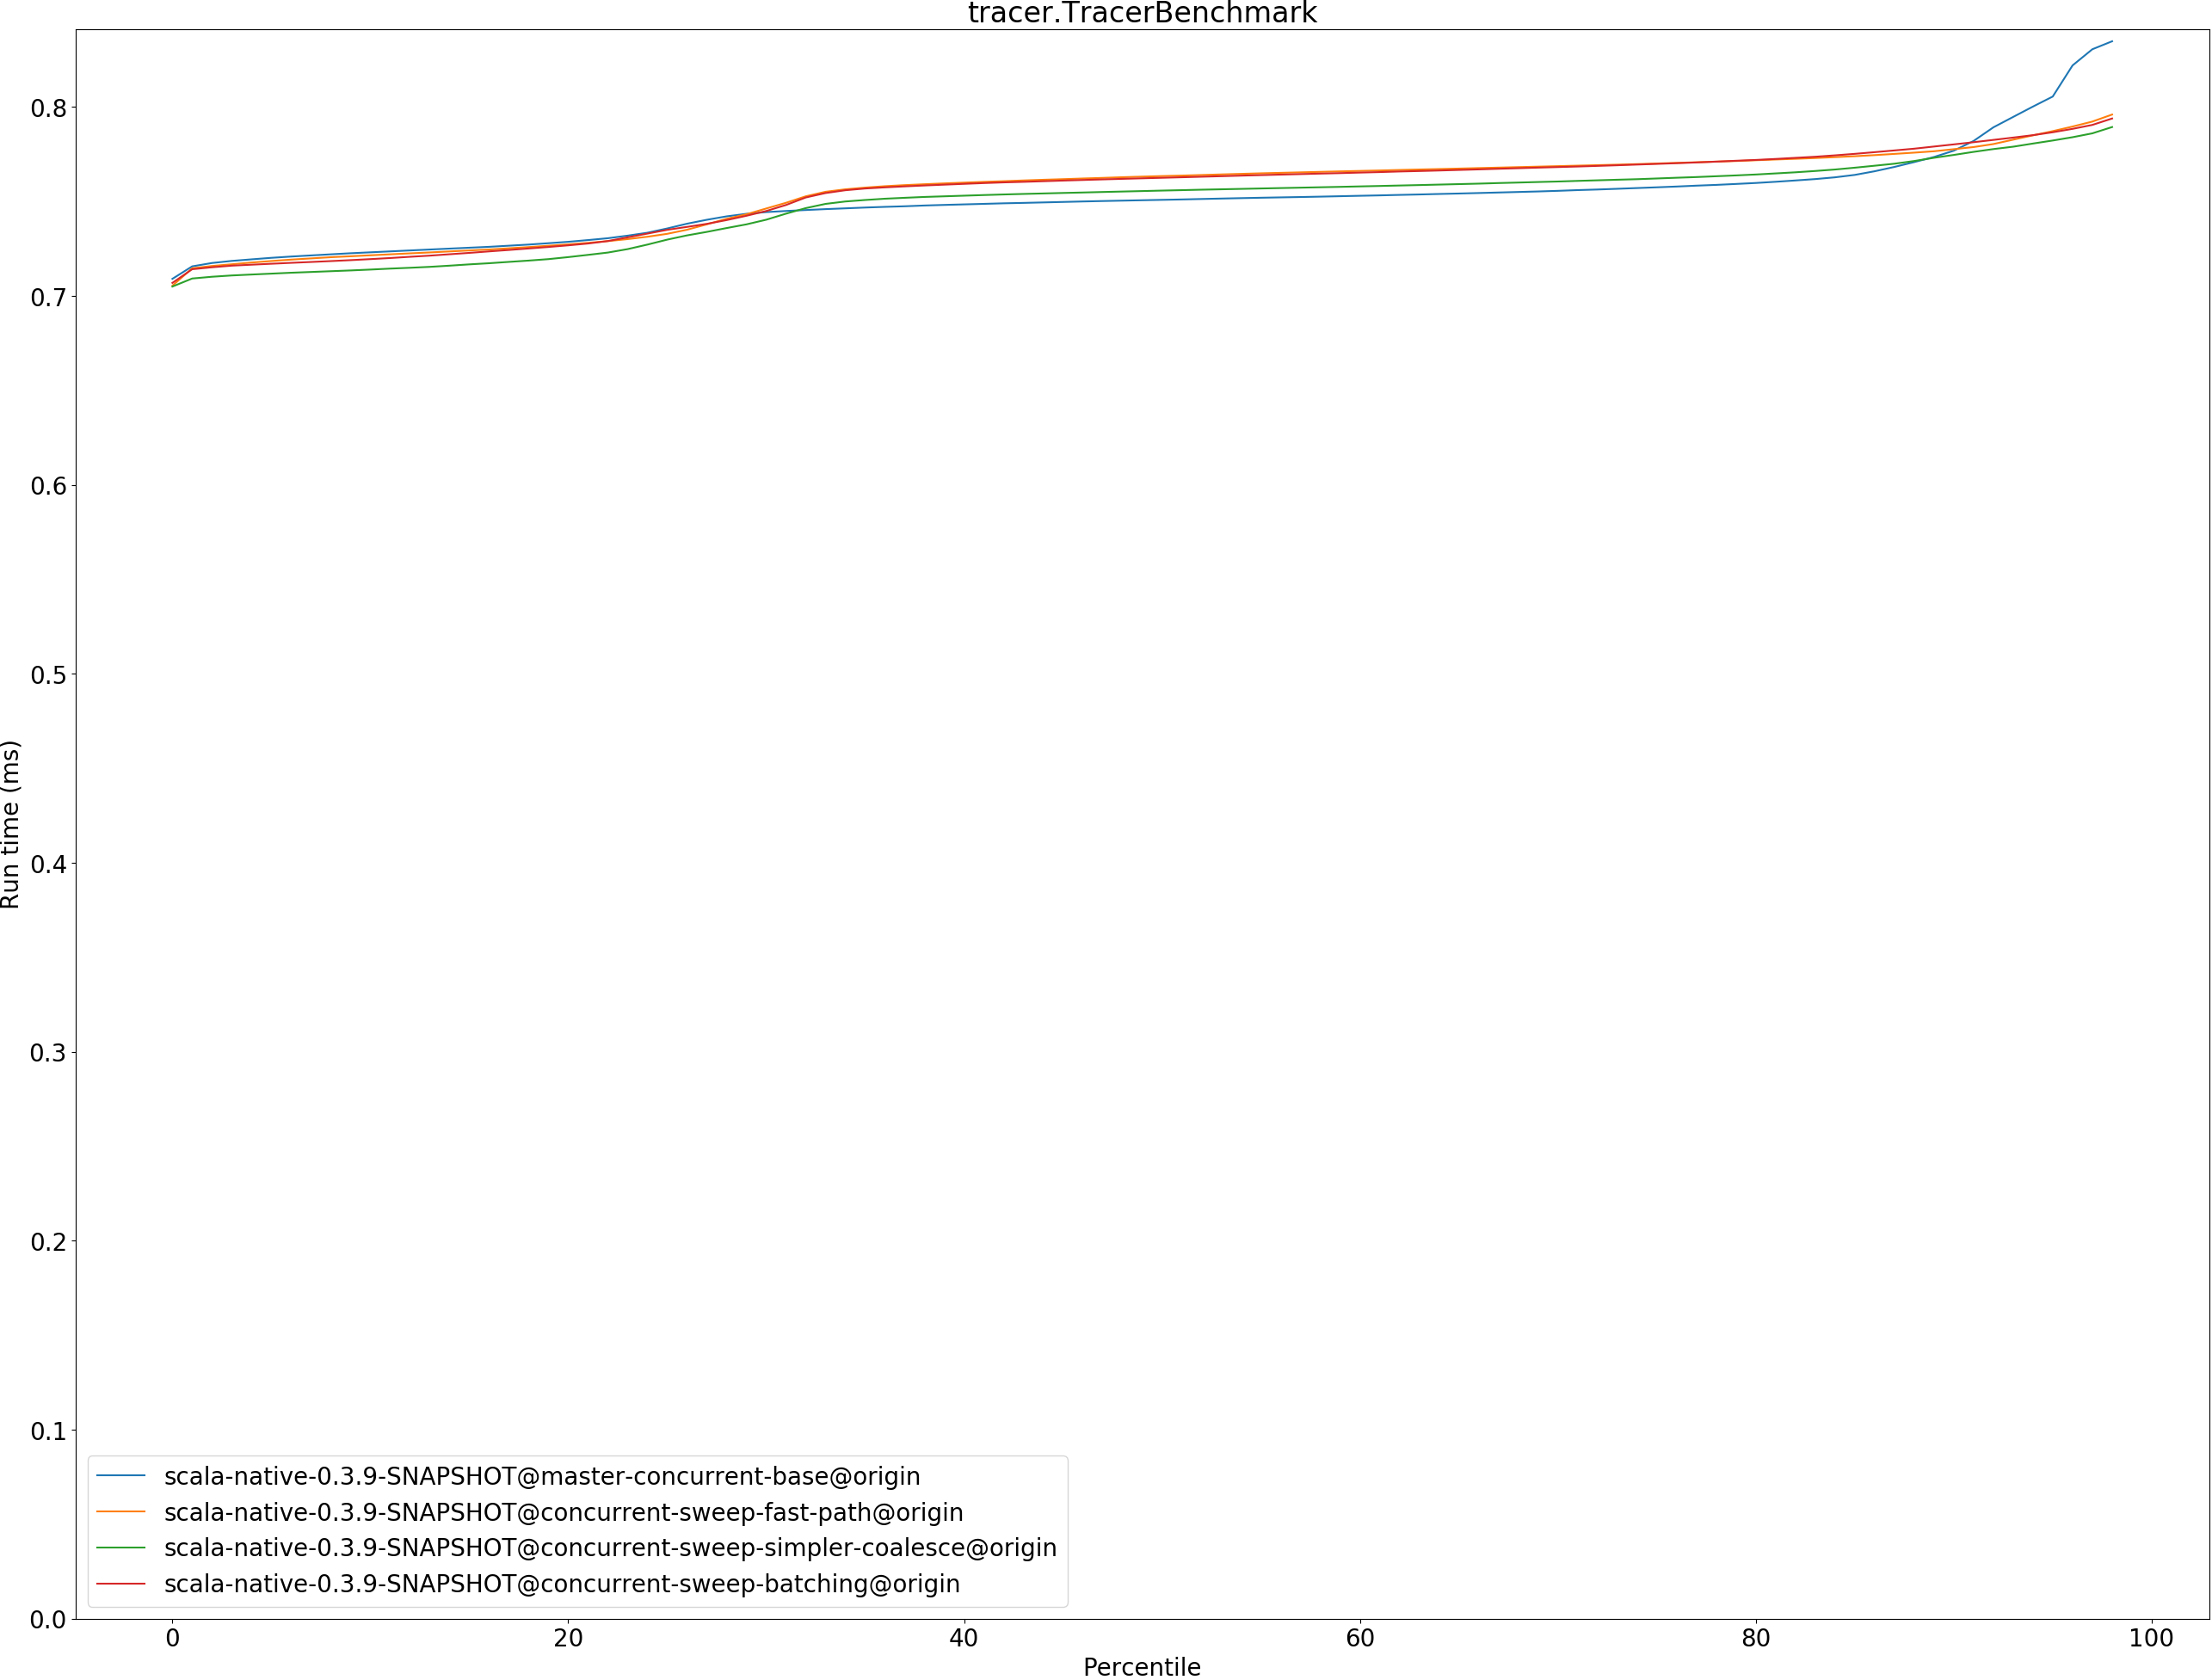 tracer.TracerBenchmark
Run time (ms)
0.8
0.7
0.6
0.5
0.4
0.3
0.2
0.1
0.0
scala-native-0.3.9-SNAPSHOT@master-concurrent-base@origin
scala-native-0.3.9-SNAPSHOT@concurrent-sweep-fast-path@origin
scala-native-0.3.9-SNAPSHOT@concurrent-sweep-simpler-coalesce@origin
scala-native-0.3.9-SNAPSHOT@concurrent-sweep-batching@origin
0 20 40 60 80 100
Percentile